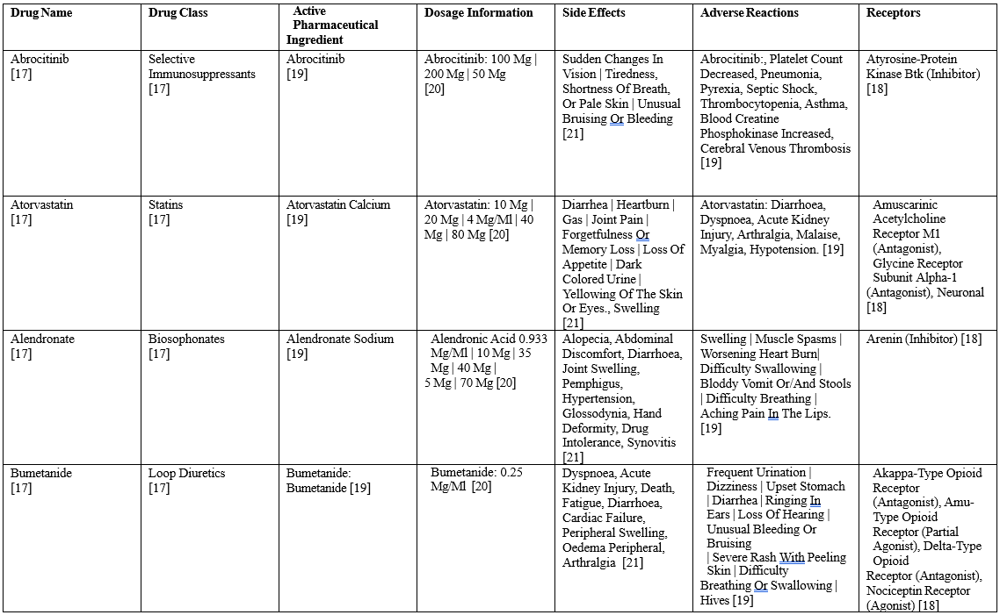 Drug Name
Drug Class
Active
Pharmaceutical
Ingredient
Dosage Information
Side Effects
Adverse Reactions
Receptors
Abrocitinib
[17]
Selective
Immunosuppressants
[17]
Abrocitinib
[19]
Abrocitinib: 100 Mg |
200 Mg | 50 Mg
[20]
Sudden Changes In
Vision | Tiredness,
Shortness Of Breath,
Or Pale Skin | Unusual
Bruising Or Bleeding
[21]
Abrocitinib:, Platelet Count
Decreased, Pneumonia,
Pyrexia, Septic Shock,
Thrombocytopenia, Asthma,
Blood Creatine
Phosphokinase Increased,
Cerebral Venous Thrombosis
[19]
Atyrosine-Protein
Kinase Btk (Inhibitor)
[18]
Atorvastatin
[17]
Statins
[17]
Atorvastatin Calcium
[19]
Atorvastatin: 10 Mg |
20 Mg | 4 Mg/Ml | 40
Mg | 80 Mg [20]
Diarrhea | Heartburn |
Gas | Joint Pain |
Forgetfulness Or
Memory Loss | Loss Of
Appetite | Dark
Colored Urine |
Yellowing Of The Skin
Or Eyes., Swelling
[21]
Atorvastatin: Diarrhoea,
Dyspnoea, Acute Kidney
Injury, Arthralgia, Malaise,
Myalgia, Hypotension. [19]
Amuscarinic
Acetylcholine
Receptor M1
(Antagonist),
Glycine Receptor
Subunit Alpha-1
(Antagonist), Neuronal
[18]
Alendronate
[17]
Biosophonates
[17]
Alendronate Sodium
[19]
Alendronic Acid 0.933
Mg/Ml | 10 Mg | 35
Mg | 40 Mg |
5 Mg | 70 Mg [20]
Alopecia, Abdominal
Discomfort, Diarrhoea,
Joint Swelling,
Pemphigus,
Hypertension,
Glossodynia, Hand
Deformity, Drug
Intolerance, Synovitis
[21]
Swelling | Muscle Spasms |
Worsening Heart Burn|
Difficulty Swallowing |
Bloddy Vomit Or/And Stools
| Difficulty Breathing |
Aching Pain In The Lips.
[19]
Arenin (Inhibitor) [18]
Bumetanide
[17]
Loop Diuretics
[17]
Bumetanide:
Bumetanide [19]
Bumetanide: 0.25
Mg/Ml [20]
Dyspnoea, Acute
Kidney Injury, Death,
Fatigue, Diarrhoea,
Cardiac Failure,
Peripheral Swelling,
Oedema Peripheral,
Arthralgia [21]
Frequent Urination |
Dizziness | Upset Stomach
| Diarrhea | Ringing In
Ears | Loss Of Hearing |
Unusual Bleeding Or
Bruising
| Severe Rash With Peeling
Skin | Difficulty
Breathing Or Swallowing |
Hives [19]
Akappa-Type Opioid
Receptor
(Antagonist), Amu-
Type Opioid
Receptor (Partial
Agonist), Delta-Type
Opioid
Receptor (Antagonist),
Nociceptin Receptor
(Agonist) [18]